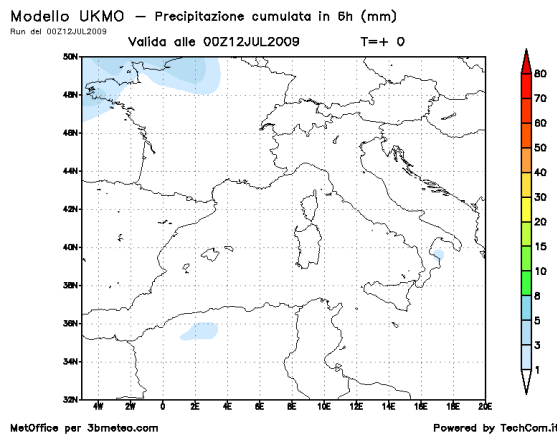 Modello UKMO – Precipitazione cumulata in 6h (mm)
Run del 00Z12JUL2009
Valida alle 00Z12JUL2009 T=+ 0
50N
48N
46N
44N
42N
40N
38N
36N
34N
32N
4W 2W 0 2E 4E 6E 8E 10E 12E 14E 16E 18E 20E
80
70
60
50
40
30
20
15
10
8
5
3
1
MetOffice per 3bmeteo.com Powered by TechCom.it